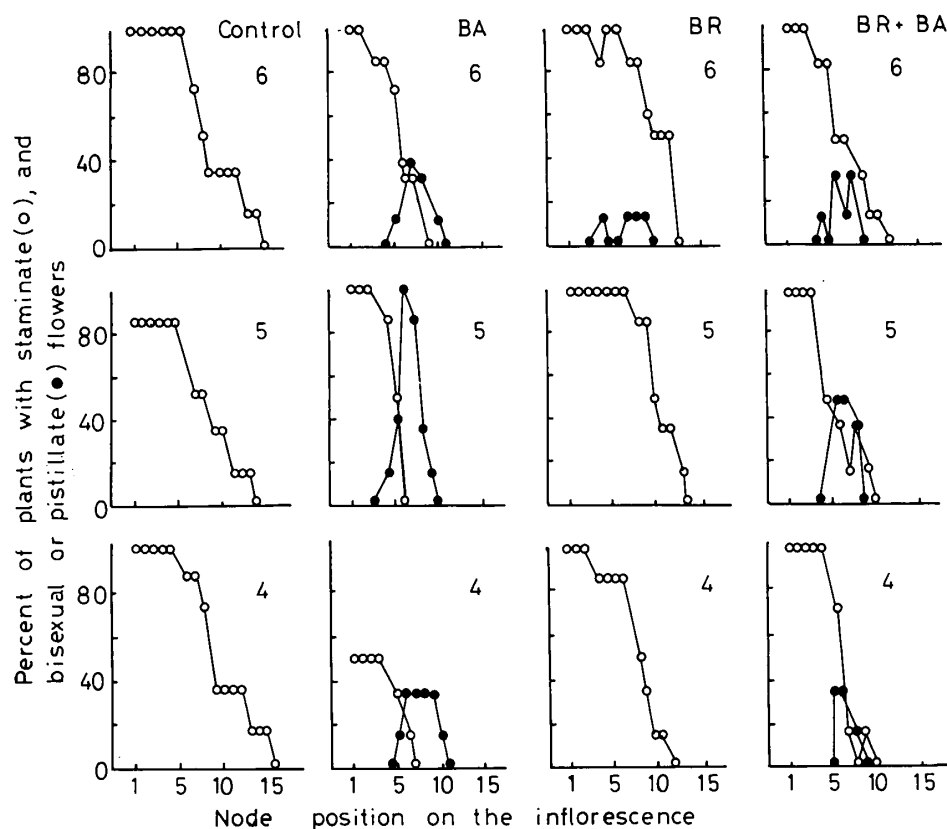 Control BA BR BR + BA
6 6 6 6
80
40
0
5 5 5 5
80
40
0
4 4 4 4
80
40
0
1 5 10 15 1 5 10 15 1 5 10 15 1 5 10 15
Node position on the inflorescence
Percent of plants with staminate (o), and
bisexual or pistillate (●) flowers